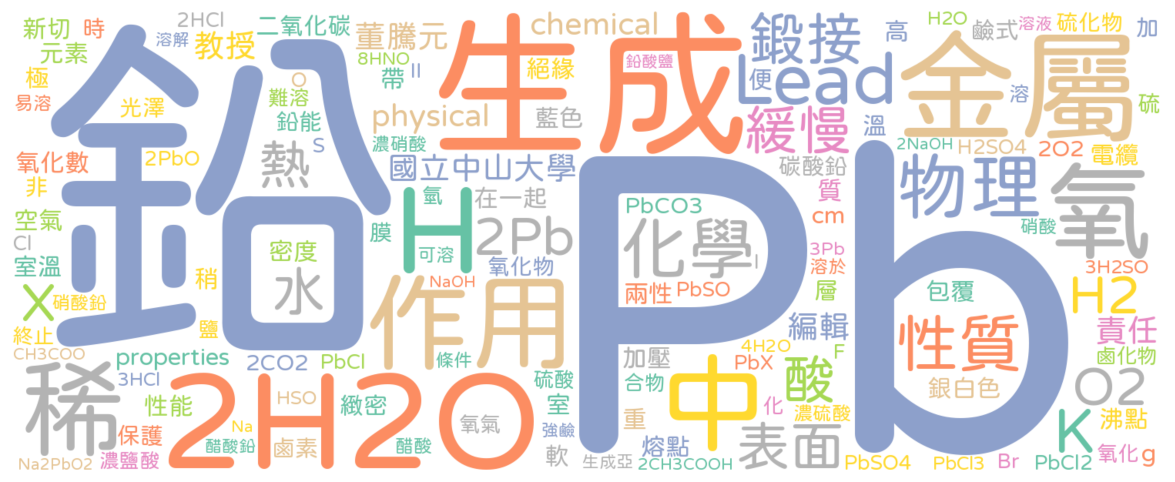 鉛
Pb
生成
金屬
2H2O
作用
中
氧
稀
性質
物理
化學
表面
Lead
鍛接
緩慢
H
2Pb
水
熱
酸
O2
H2
K
X
國立中山大學
董騰元
教授
chemical
physical
properties
新切
時
2HCl
溶解
二氧化碳
元素
8HNO
帶
II
絕緣
鉛酸鹽
便
高
H2O
鹼式
溶液
硫化物
加
極
易溶
光澤
O
難溶
鉛能
S
濃硝酸
藍色
溫
溶
硫
2NaOH
H2SO4
2O2
電纜
氧化數
2PbO
非
空氣
Cl
室溫
密度
稍
硝酸鉛
鹽
終止
CH3COO
氫
在一起
膜
可溶
氧化物
NaOH
PbCO3
碳酸鉛
質
cm
3Pb
溶於
l
兩性
PbSO
層
編輯
包覆
硝酸
3H2SO
責任
鹵化物
2CO2
PbCl
條件
3HCl
性能
HSO
緻密
硫酸
室
加壓
合物
4H2O
PbX
F
化
濃硫酸
銀白色
沸點
保護
Na
醋酸鉛
鹵素
醋酸
氧氣
強鹼
重
熔點
軟
Na2PbO2
濃鹽酸
生成亞
2CH3COOH
PbSO4
PbCl3
Br
PbCl2
氧化
g